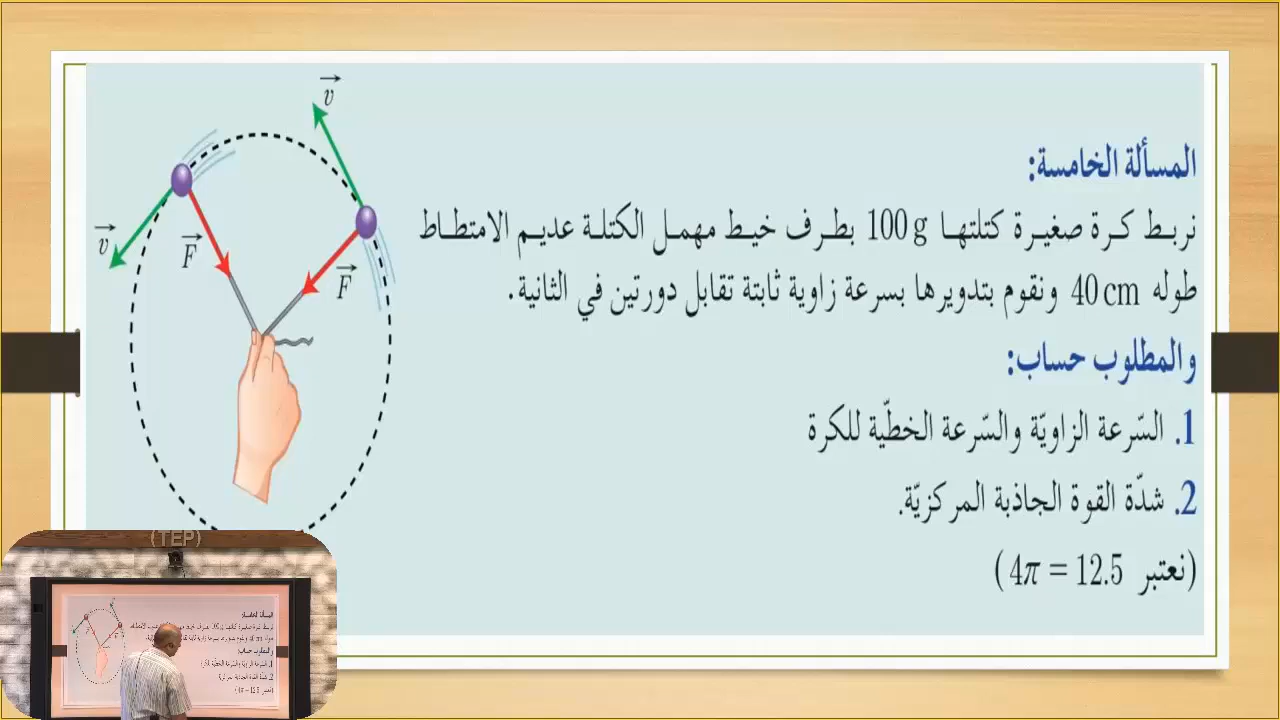 المسألة الخامسة:
نربط كرة صغيرة كتلتها 100 g بطرف خيط مهمل الكتلة عديم الامتطاط
طوله 40 cm ونقوم بتدويرها بسرعة زاوية ثابتة تقابل دورتين في الثانية.
والمطلوب حساب:
1. السّرعة الزاويّة والسّرعة الخطيّة للكرة
2. شدّة القوة الجاذبة المركزيّة.
(نعتبر 4π = 12.5)
v
v
F
F
(TEP)